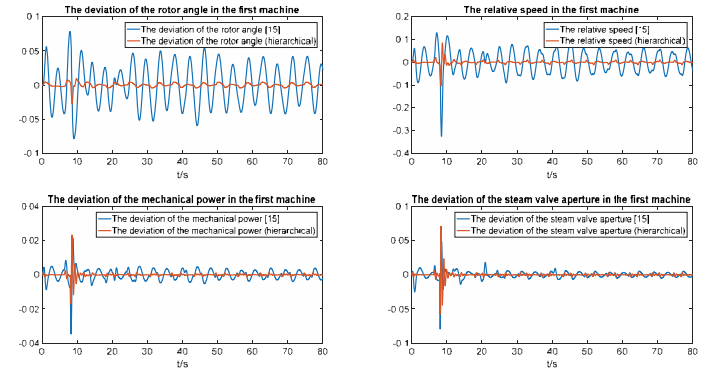 The deviation of the rotor angle in the first machine
0.1
0.05
0
-0.05
-0.1
The deviation of the rotor angle [15]
The deviation of the rotor angle (hierarchical)
0 10 20 30 40 50 60 70 80
t/s
The relative speed in the first machine
0.2
0.1
0
-0.1
-0.2
-0.3
-0.4
The relative speed [15]
The relative speed (hierarchical)
0 10 20 30 40 50 60 70 80
t/s
The deviation of the mechanical power in the first machine
0.04
0.02
0
-0.02
-0.04
The deviation of the mechanical power [15]
The deviation of the mechanical power (hierarchical)
0 10 20 30 40 50 60 70 80
t/s
The deviation of the steam valve aperture in the first machine
0.1
0.05
0
-0.05
-0.1
The deviation of the steam valve aperture [15]
The deviation of the steam valve aperture (hierarchical)
0 10 20 30 40 50 60 70 80
t/s